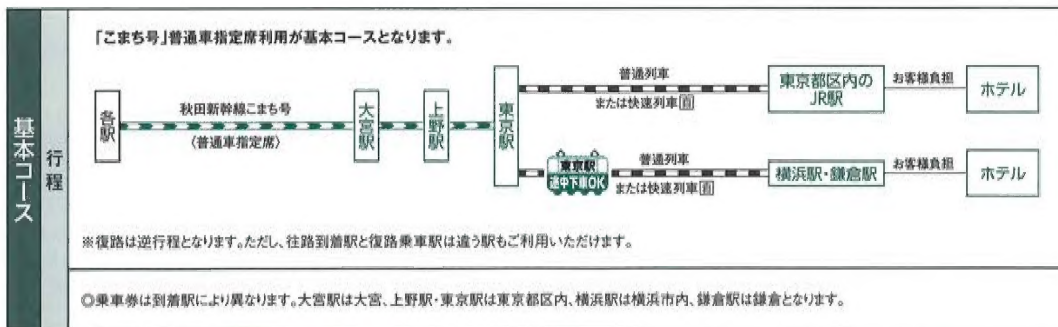 基本コース
行程
「こまち号」普通車指定席利用が基本コースとなります。
各駅
秋田新幹線こまち号
〈普通車指定席〉
大宮駅
上野駅
東京駅
普通列車
または快速列車自
東京都区内の
JR駅
お客様負担
ホテル
東京駅
途中下車OK
普通列車
または快速列車自
横浜駅・鎌倉駅
お客様負担
ホテル
※復路は逆行程となります。ただし、往路到着駅と復路乗車駅は違う駅もご利用いただけます。
◎乗車券は到着駅により異なります。大宮駅は大宮、上野駅・東京駅は東京都区内、横浜駅は横浜市内、鎌倉駅は鎌倉となります。